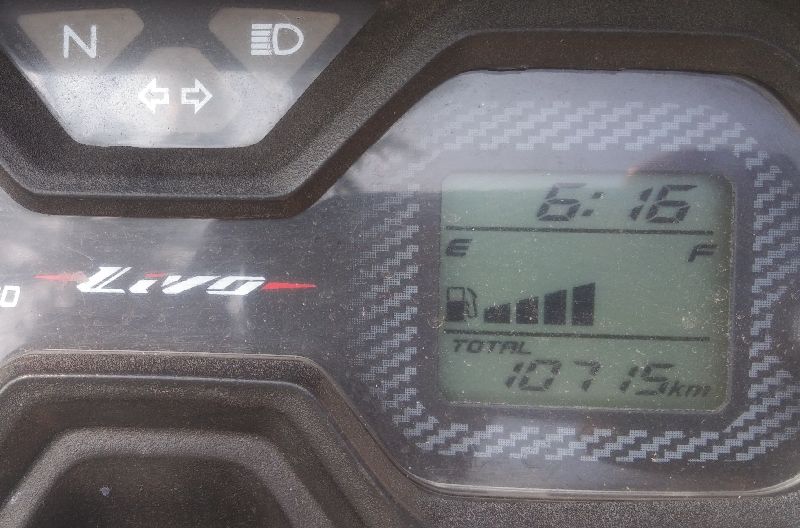 N
6:16
E F
Livo
TOTAL
10715km